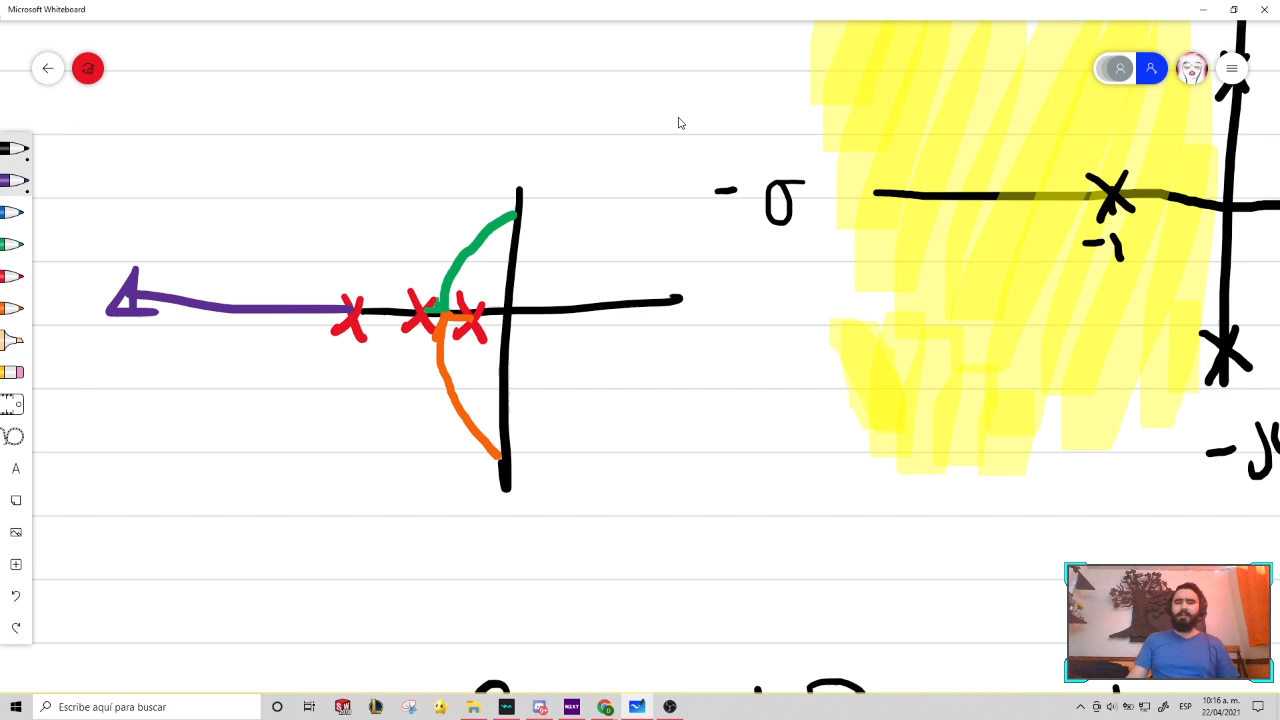 Microsoft Whiteboard
- σ
-1
A
Escribe aquí para buscar
ESP
10:16 a. m.
22/04/2021